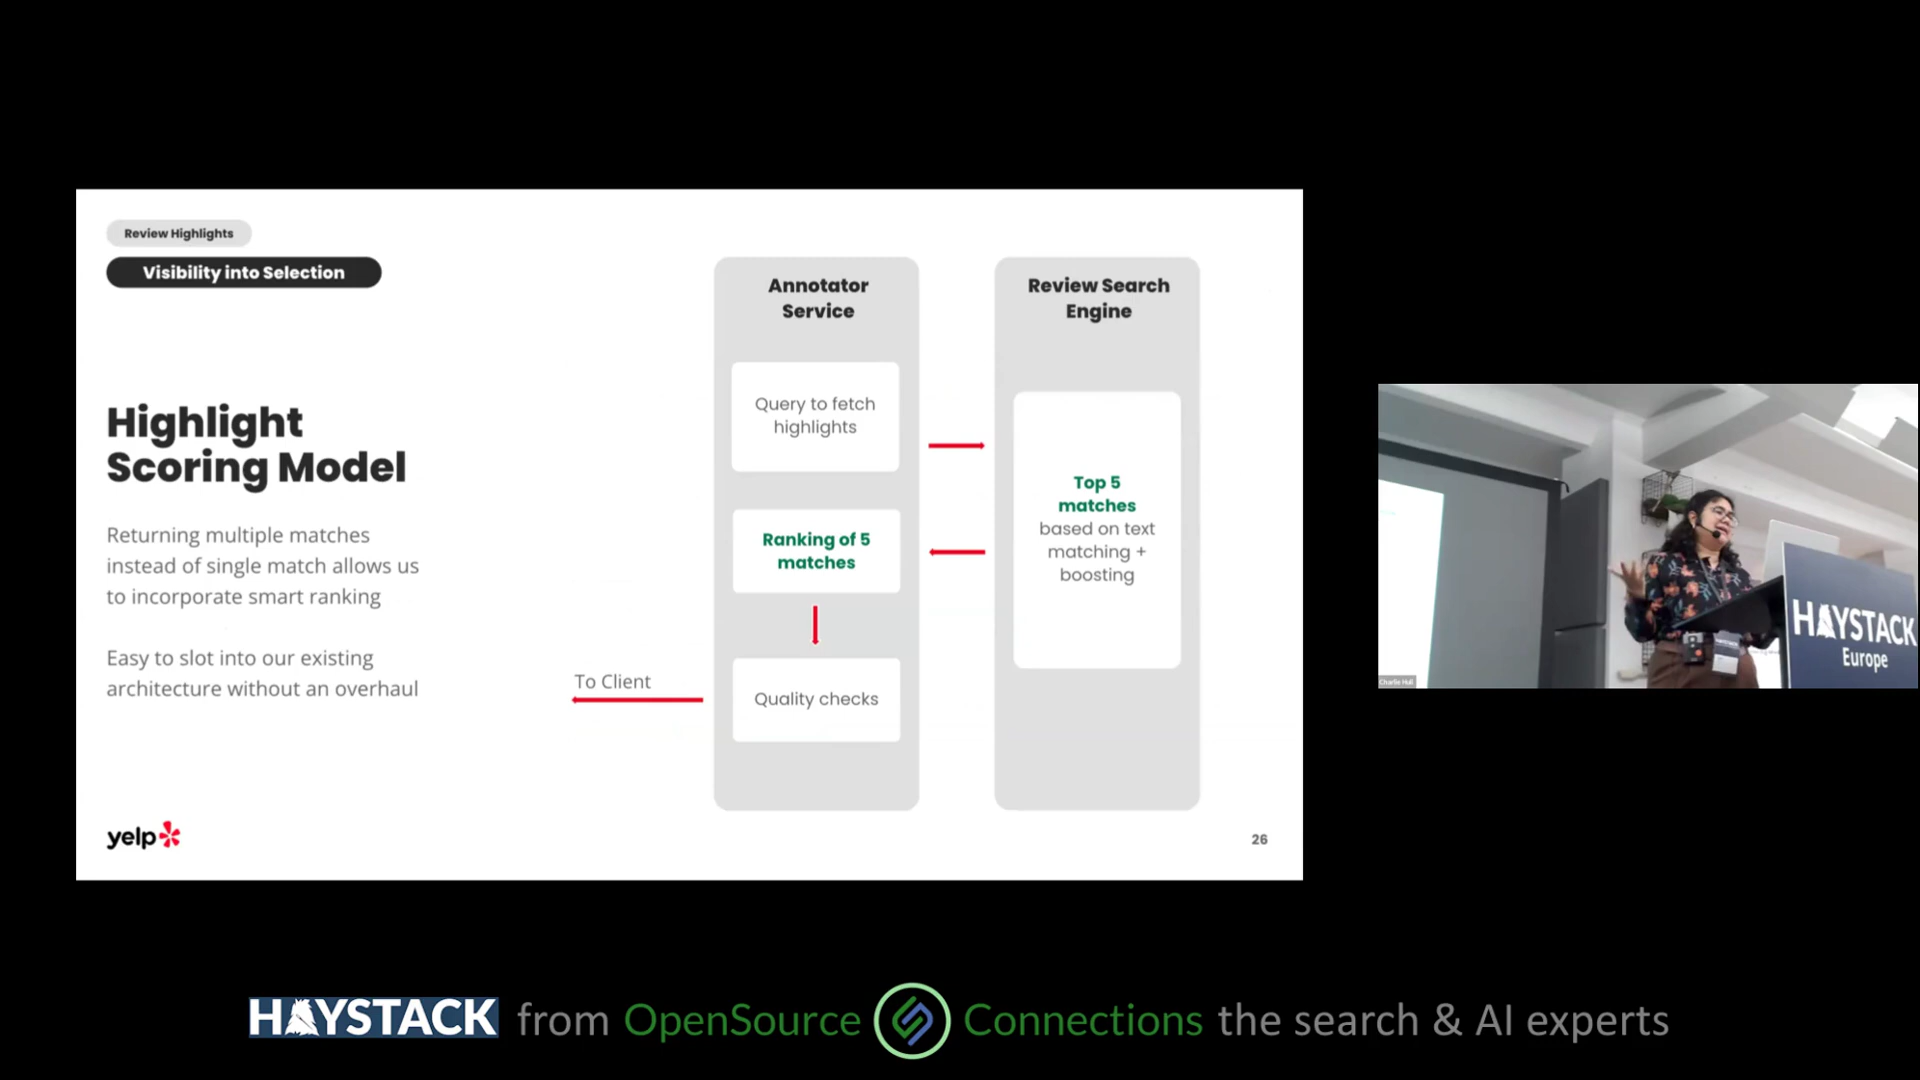 Review Highlights
Visibility into Selection
Highlight
Scoring Model
Returning multiple matches
instead of single match allows us
to incorporate smart ranking
Easy to slot into our existing
architecture without an overhaul
yelp
To Client
Annotator
Service
Query to fetch
highlights
Ranking of 5
matches
Quality checks
Review Search
Engine
Top 5
matches
based on text
matching +
boosting
26
HAYSTACK
Europe
Charlie Hull
HAYSTACK from OpenSource Connections the search & AI experts